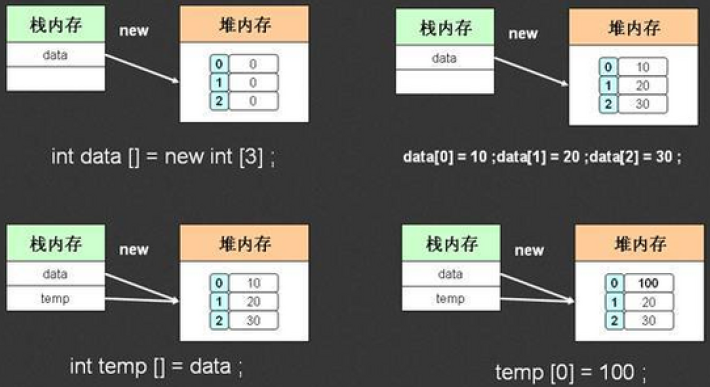 栈内存 new 堆内存
data
0 0
1 0
2 0
int data [] = new int [3] ;
栈内存 new 堆内存
data
0 10
1 20
2 30
data[0] = 10 ;data[1] = 20 ;data[2] = 30 ;
栈内存 new 堆内存
data
temp
0 10
1 20
2 30
int temp [] = data ;
栈内存 new 堆内存
data
temp
0 100
1 20
2 30
temp [0] = 100 ;